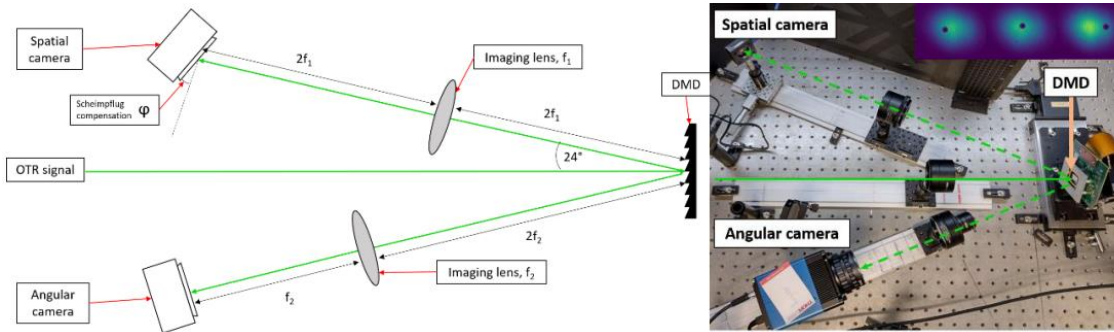 Spatial
camera
2f₁
Imaging lens, f₁
DMD
Scheimpflug
compensation φ
2f₁
24°
OTR signal
2f₂
Imaging lens, f₂
f₂
Angular
camera
Spatial camera
DMD
Angular camera